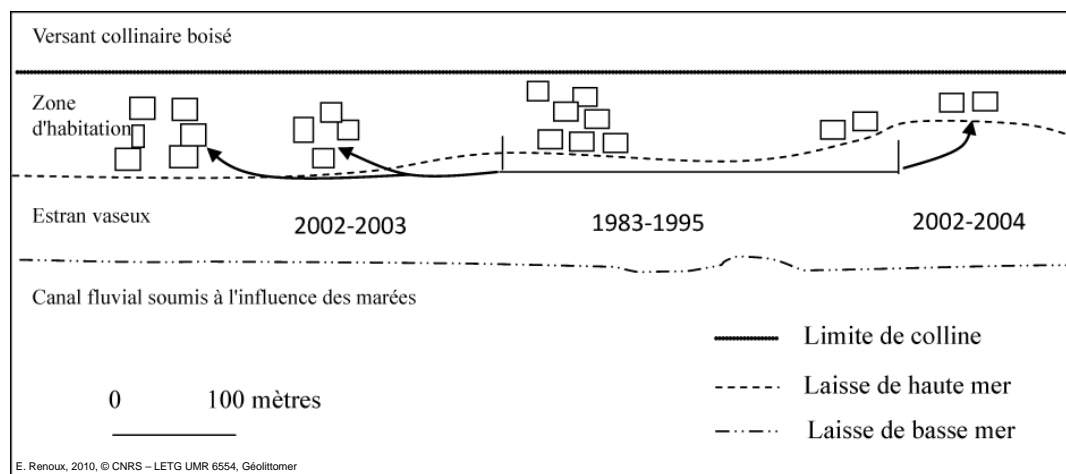 Versant collinaire boisé
Zone
d'habitation
Estran vaseux
2002-2003
1983-1995
2002-2004
Canal fluvial soumis à l'influence des marées
Limite de colline
Laisse de haute mer
Laisse de basse mer
0 100 mètres
E. Renoux, 2010, © CNRS – LETG UMR 6554, Géolittomer